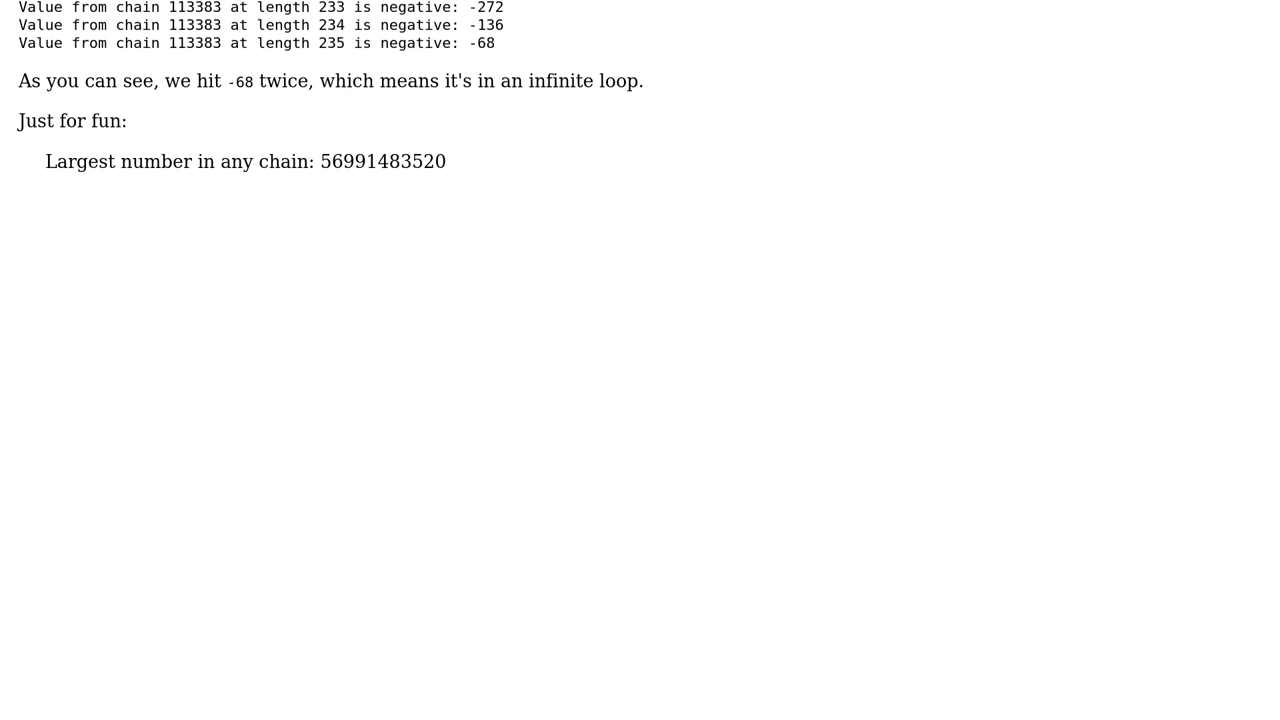 Value from chain 113383 at length 233 is negative: -272
Value from chain 113383 at length 234 is negative: -136
Value from chain 113383 at length 235 is negative: -68
As you can see, we hit -68 twice, which means it's in an infinite loop.
Just for fun:
Largest number in any chain: 56991483520